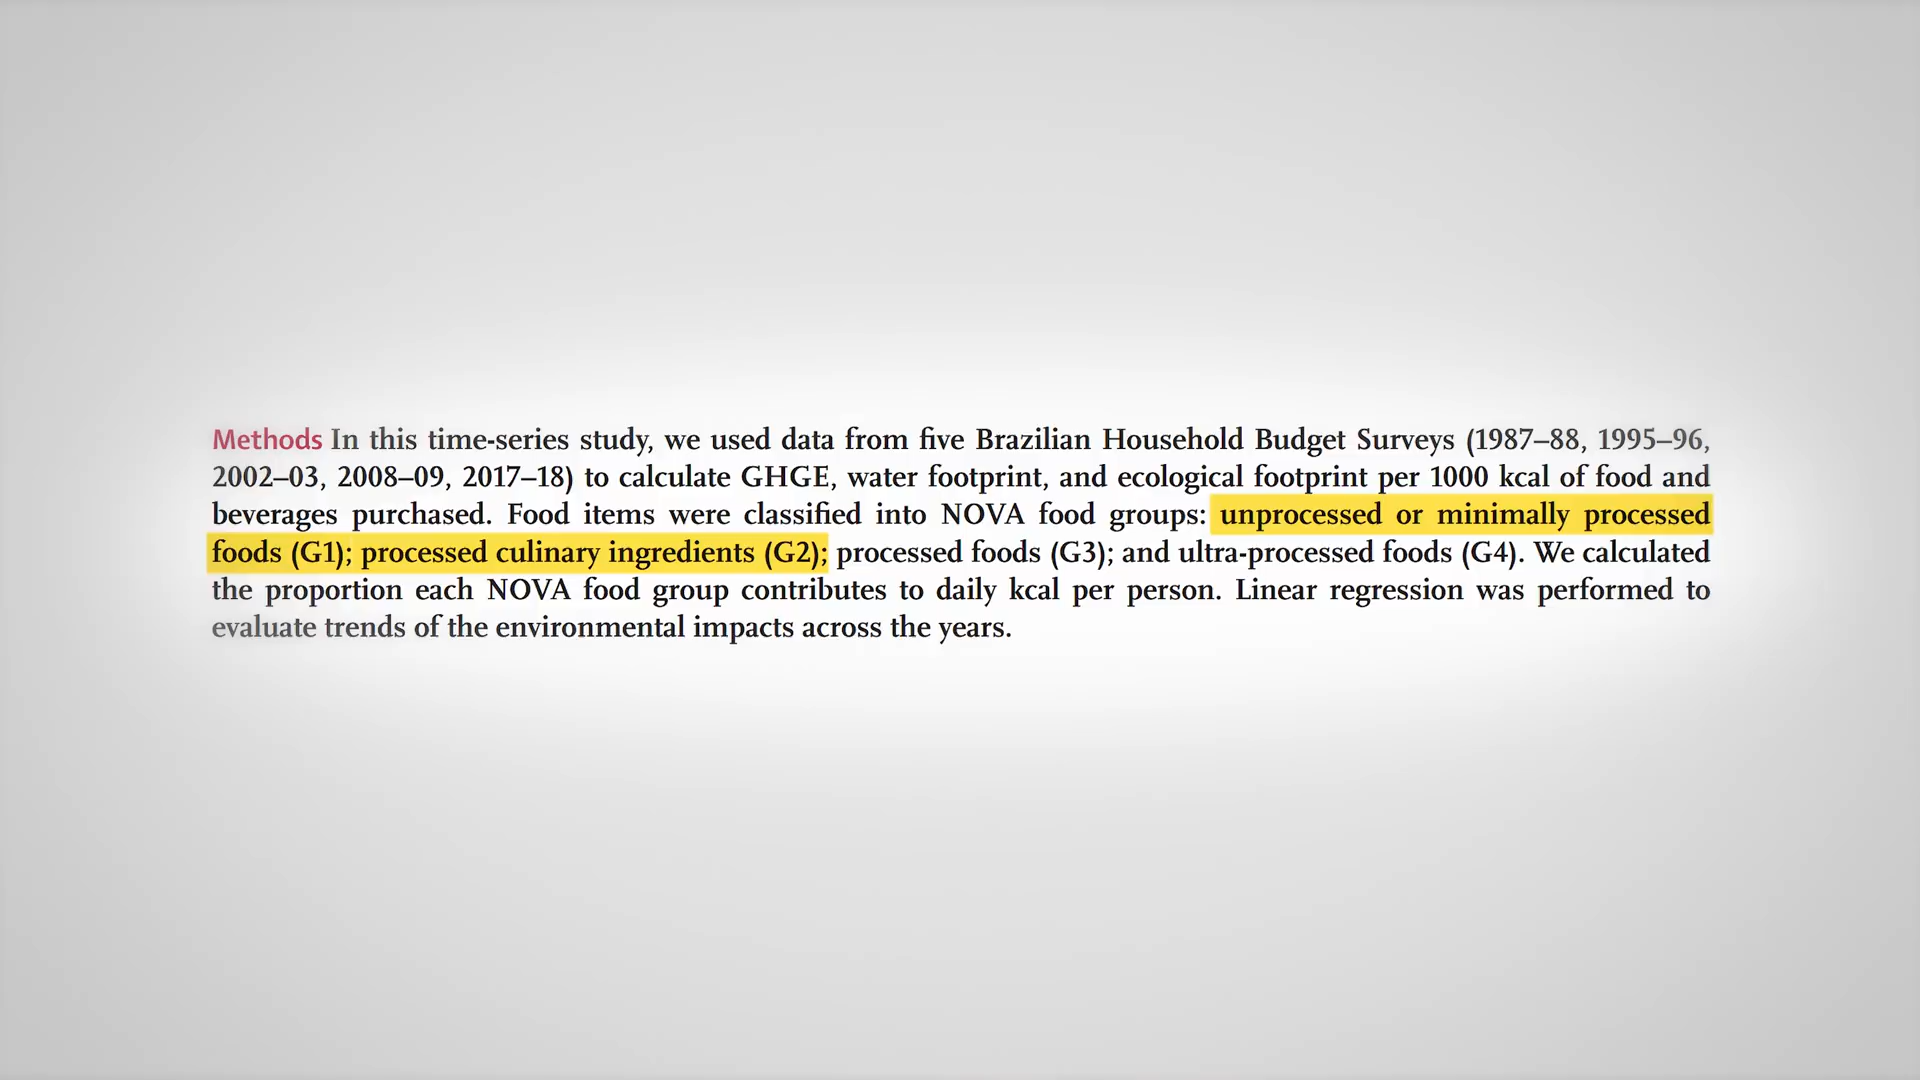 Methods In this time-series study, we used data from five Brazilian Household Budget Surveys (1987–88, 1995–96,
2002–03, 2008–09, 2017–18) to calculate GHGE, water footprint, and ecological footprint per 1000 kcal of food and
beverages purchased. Food items were classified into NOVA food groups: unprocessed or minimally processed
foods (G1); processed culinary ingredients (G2); processed foods (G3); and ultra-processed foods (G4). We calculated
the proportion each NOVA food group contributes to daily kcal per person. Linear regression was performed to
evaluate trends of the environmental impacts across the years.